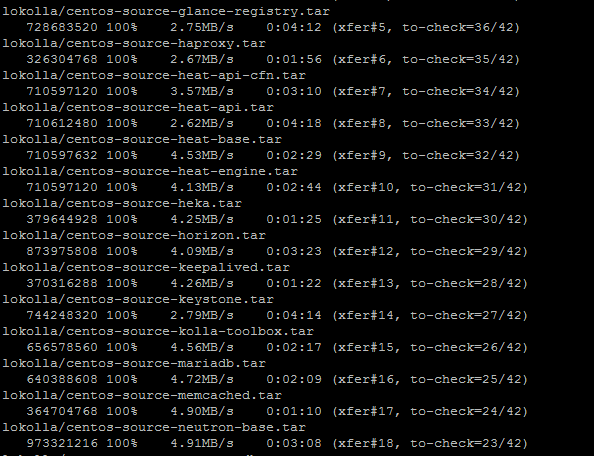 lokolla/centos-source-glance-registry.tar
728683520 100% 2.75MB/s 0:04:12 (xfer#5, to-check=36/42)
lokolla/centos-source-haproxy.tar
326304768 100% 2.67MB/s 0:01:56 (xfer#6, to-check=35/42)
lokolla/centos-source-heat-api-cfn.tar
710597120 100% 3.57MB/s 0:03:10 (xfer#7, to-check=34/42)
lokolla/centos-source-heat-api.tar
710612480 100% 2.62MB/s 0:04:18 (xfer#8, to-check=33/42)
lokolla/centos-source-heat-base.tar
710597632 100% 4.53MB/s 0:02:29 (xfer#9, to-check=32/42)
lokolla/centos-source-heat-engine.tar
710597120 100% 4.13MB/s 0:02:44 (xfer#10, to-check=31/42)
lokolla/centos-source-heka.tar
379644928 100% 4.25MB/s 0:01:25 (xfer#11, to-check=30/42)
lokolla/centos-source-horizon.tar
873975808 100% 4.09MB/s 0:03:23 (xfer#12, to-check=29/42)
lokolla/centos-source-keepalived.tar
370316288 100% 4.26MB/s 0:01:22 (xfer#13, to-check=28/42)
lokolla/centos-source-keystone.tar
744248320 100% 2.79MB/s 0:04:14 (xfer#14, to-check=27/42)
lokolla/centos-source-kolla-toolbox.tar
656578560 100% 4.56MB/s 0:02:17 (xfer#15, to-check=26/42)
lokolla/centos-source-mariadb.tar
640388608 100% 4.72MB/s 0:02:09 (xfer#16, to-check=25/42)
lokolla/centos-source-memcached.tar
364704768 100% 4.90MB/s 0:01:10 (xfer#17, to-check=24/42)
lokolla/centos-source-neutron-base.tar
973321216 100% 4.91MB/s 0:03:08 (xfer#18, to-check=23/42)